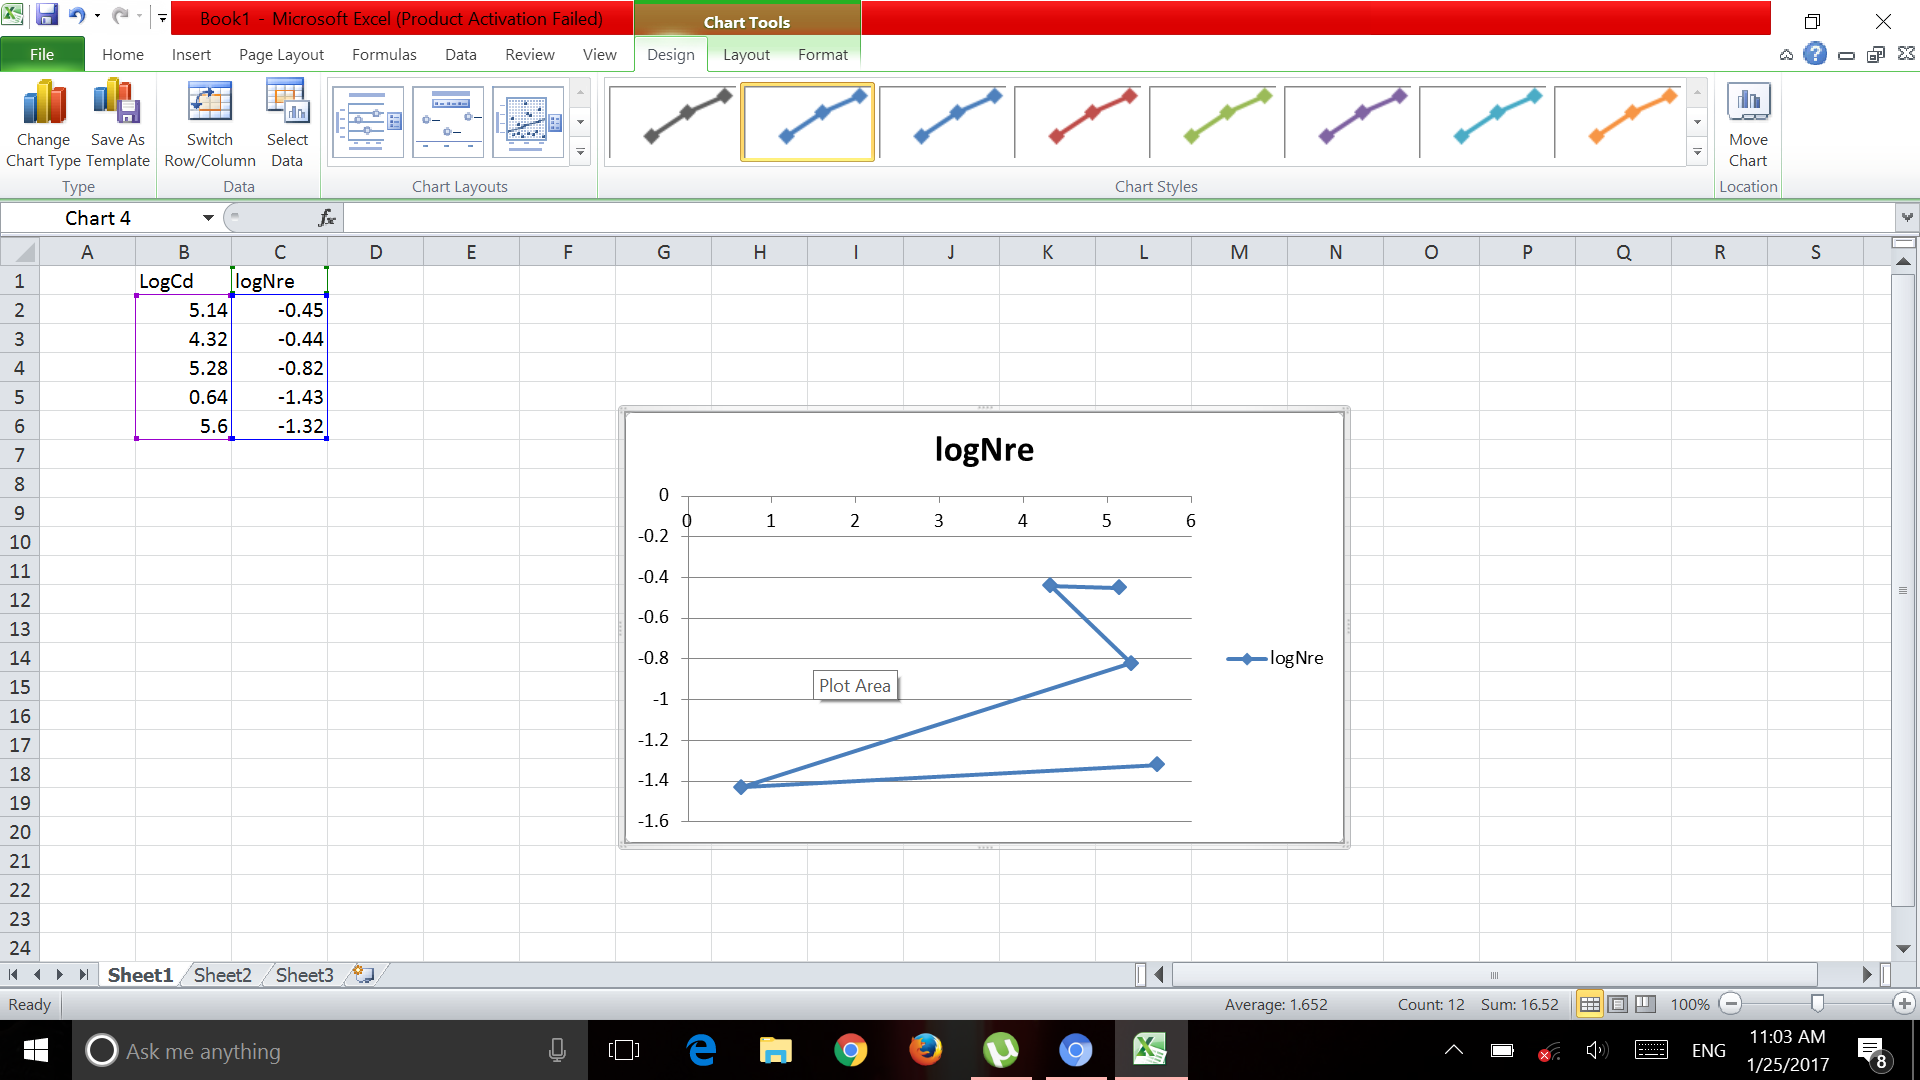 Book1 - Microsoft Excel (Product Activation Failed)
Chart Tools
File Home Insert Page Layout Formulas Data Review View Design Layout Format
Change Chart Type
Save As Template
Switch Row/Column
Select Data
Move Chart
Type Data Chart Layouts Chart Styles Location
Chart 4 fx
A B C D E F G H I J K L M N O P Q R S
1 LogCd logNre
2 5.14 -0.45
3 4.32 -0.44
4 5.28 -0.82
5 0.64 -1.43
6 5.6 -1.32
7
8
9
10
11
12
13
14
15
16
17
18
19
20
21
22
23
24
logNre
0
0 1 2 3 4 5 6
-0.2
-0.4
-0.6
-0.8
-1
-1.2
-1.4
-1.6
Plot Area
logNre
Sheet1 Sheet2 Sheet3
Ready Average: 1.652 Count: 12 Sum: 16.52 100%
Ask me anything
ENG
11:03 AM
1/25/2017
8